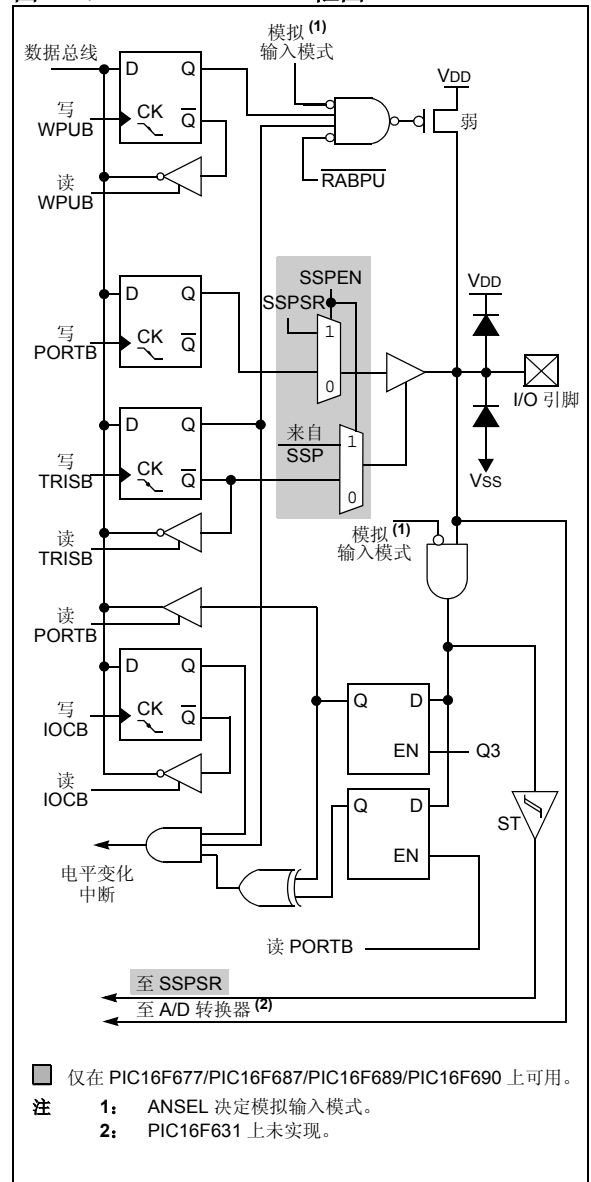 模拟 (1)
输入模式
数据总线
D Q
VDD
写
WPUB
CK Q
弱
读
WPUB
RABPU
SSPEN
SSPSR
VDD
D Q
1
写
PORTB
CK Q
0
I/O 引脚
D Q
来自
SSP
1
写
TRISB
CK Q
0
VSS
读
TRISB
模拟 (1)
输入模式
读
PORTB
D Q
Q D
写
IOCB
CK Q
EN
Q3
读
IOCB
Q D
ST
EN
电平变化
中断
读 PORTB
至 SSPSR
至 A/D 转换器 (2)
仅在 PIC16F677/PIC16F687/PIC16F689/PIC16F690 上可用。
注 1： ANSEL 决定模拟输入模式。
2： PIC16F631 上未实现。